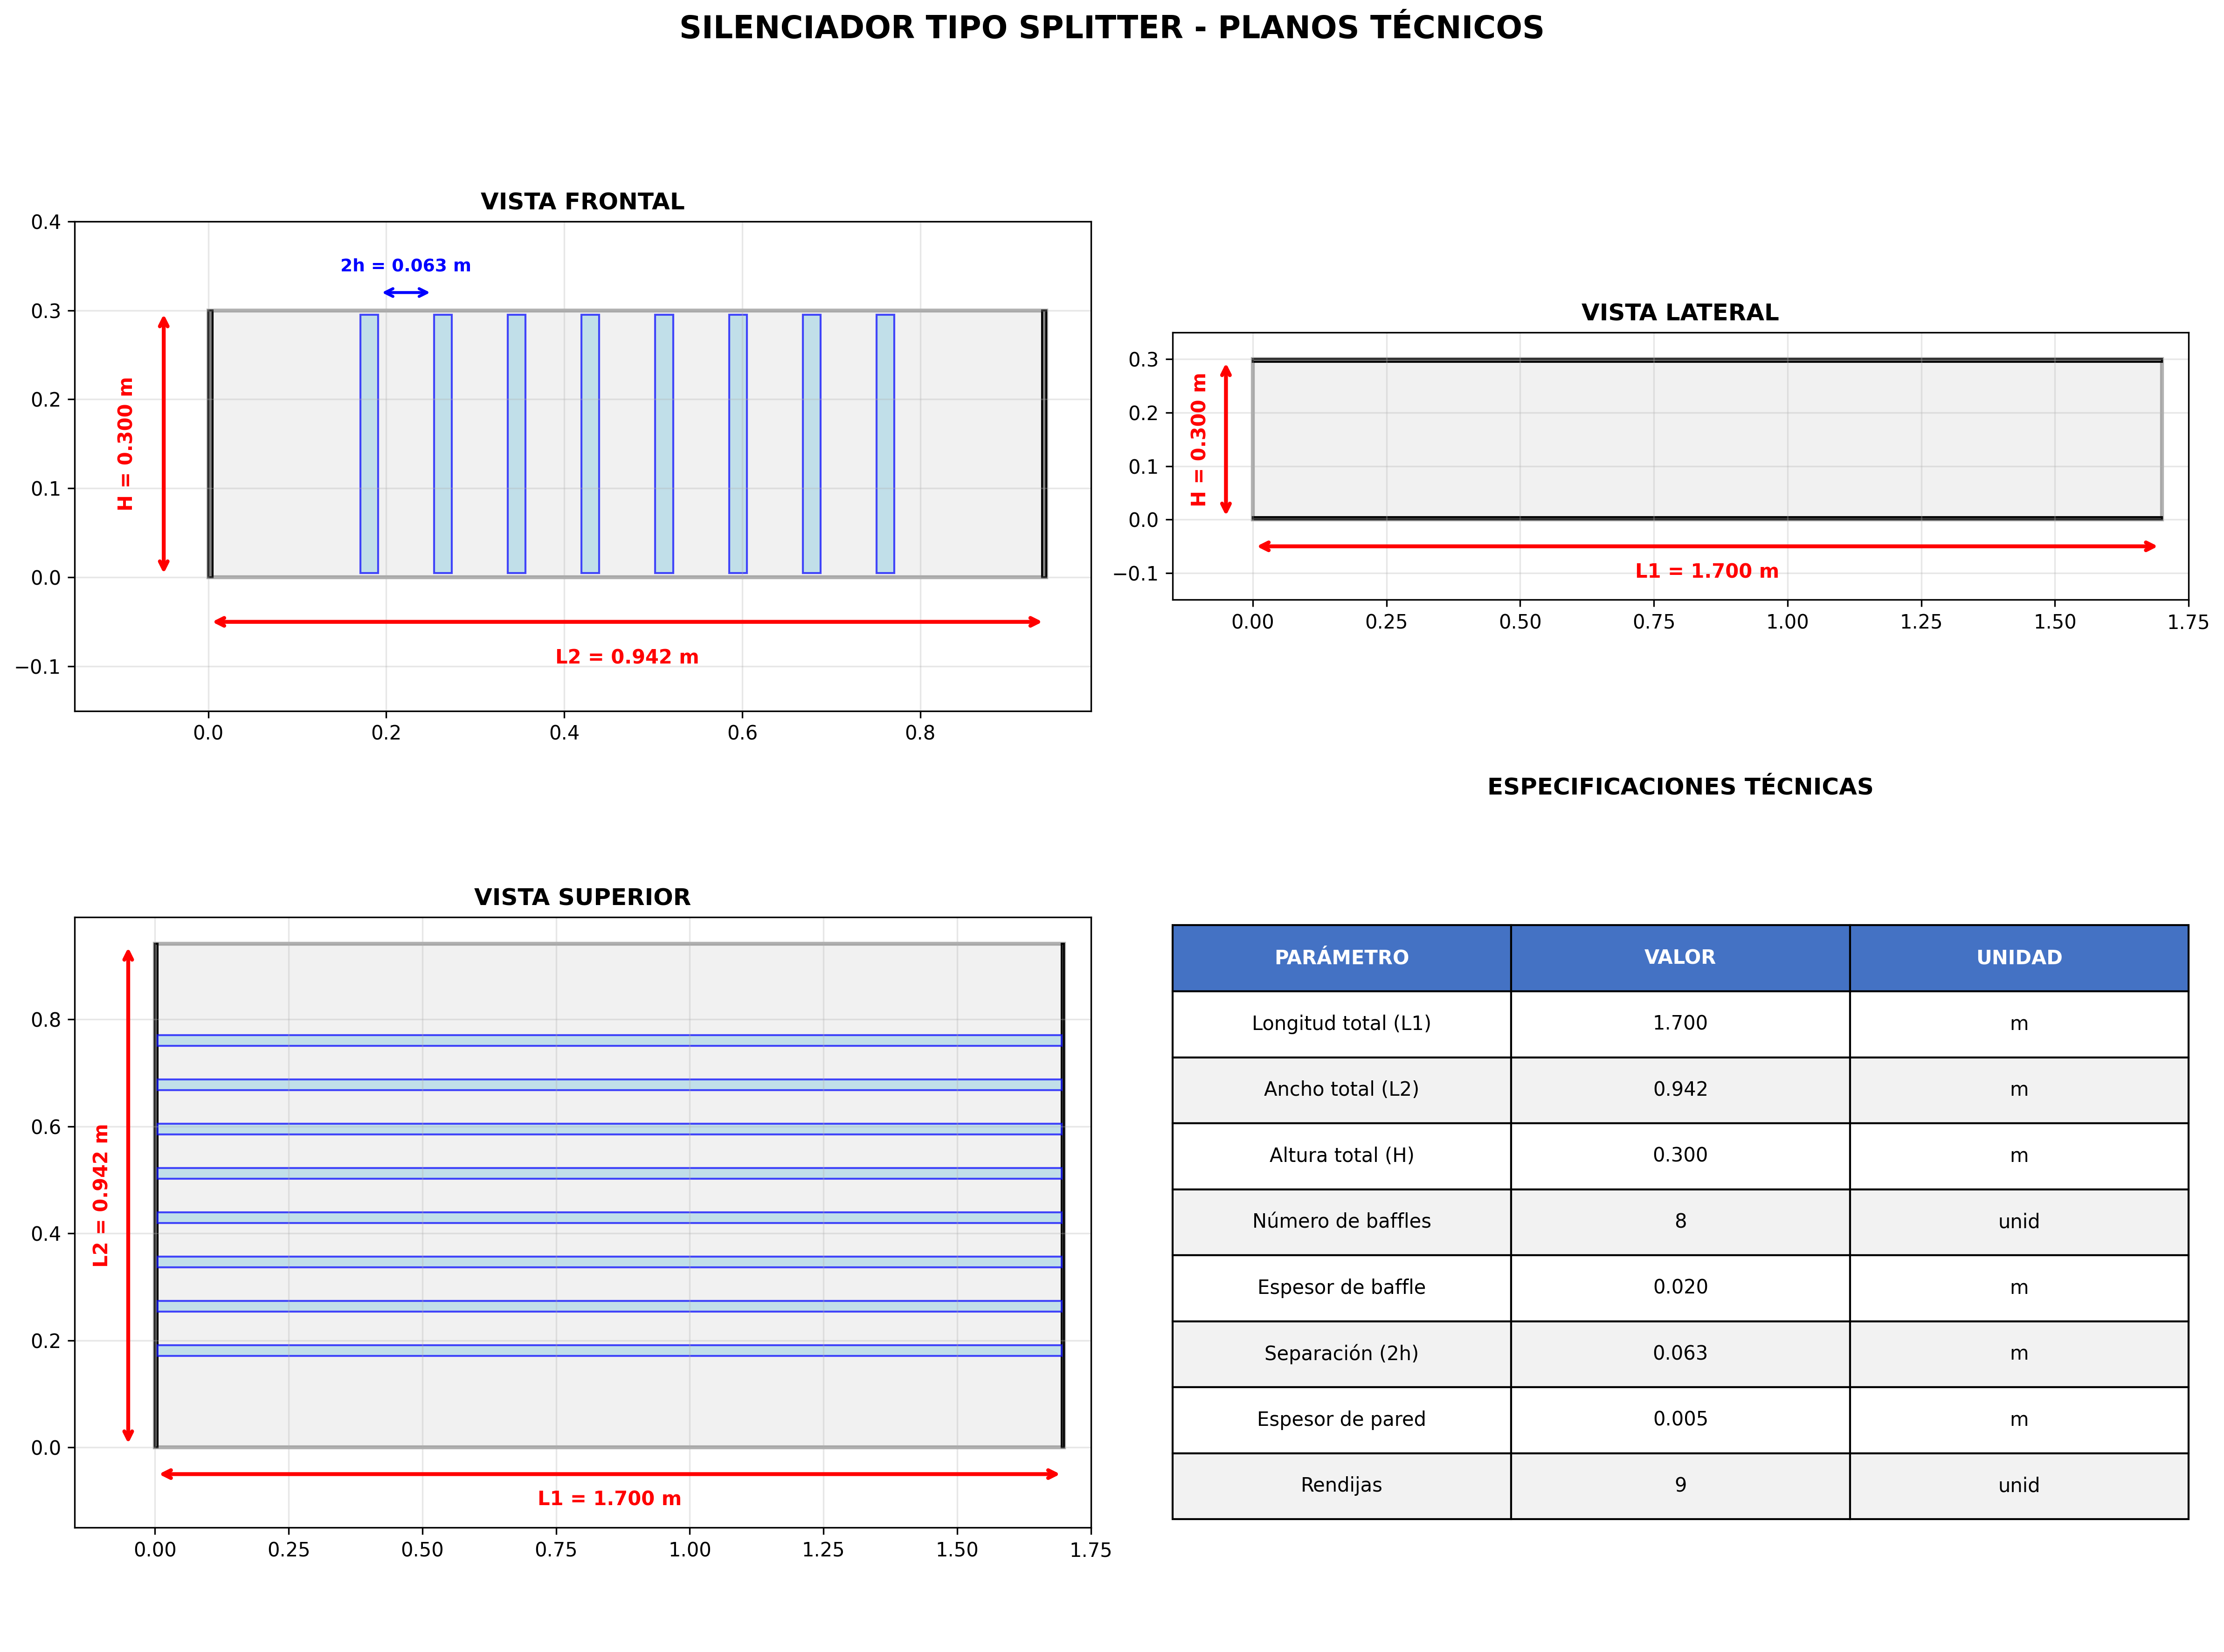 SILENCIADOR TIPO SPLITTER - PLANOS TÉCNICOS
VISTA FRONTAL
0.4
0.3
0.2
0.1
0.0
−0.1
2h = 0.063 m
H = 0.300 m
L2 = 0.942 m
0.0 0.2 0.4 0.6 0.8
VISTA LATERAL
0.3
0.2
0.1
0.0
−0.1
H = 0.300 m
L1 = 1.700 m
0.00 0.25 0.50 0.75 1.00 1.25 1.50 1.75
VISTA SUPERIOR
0.8
0.6
0.4
0.2
0.0
L2 = 0.942 m
L1 = 1.700 m
0.00 0.25 0.50 0.75 1.00 1.25 1.50 1.75
ESPECIFICACIONES TÉCNICAS
PARÁMETRO VALOR UNIDAD
Longitud total (L1) 1.700 m
Ancho total (L2) 0.942 m
Altura total (H) 0.300 m
Número de baffles 8 unid
Espesor de baffle 0.020 m
Separación (2h) 0.063 m
Espesor de pared 0.005 m
Rendijas 9 unid